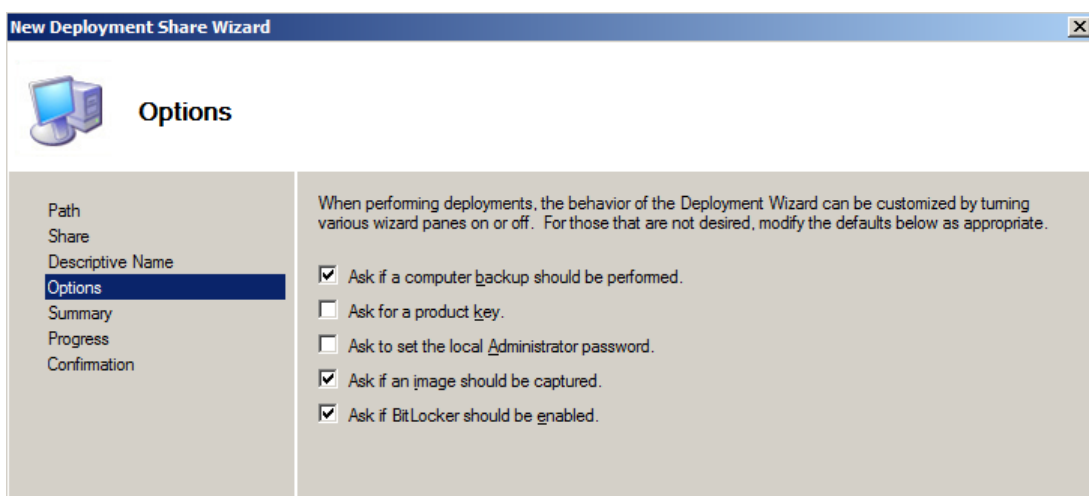 New Deployment Share Wizard
Options
Path
Share
Descriptive Name
Options
Summary
Progress
Confirmation
When performing deployments, the behavior of the Deployment Wizard can be customized by turning
various wizard panes on or off.  For those that are not desired, modify the defaults below as appropriate.
Ask if a computer backup should be performed.
Ask for a product key.
Ask to set the local Administrator password.
Ask if an image should be captured.
Ask if BitLocker should be enabled.